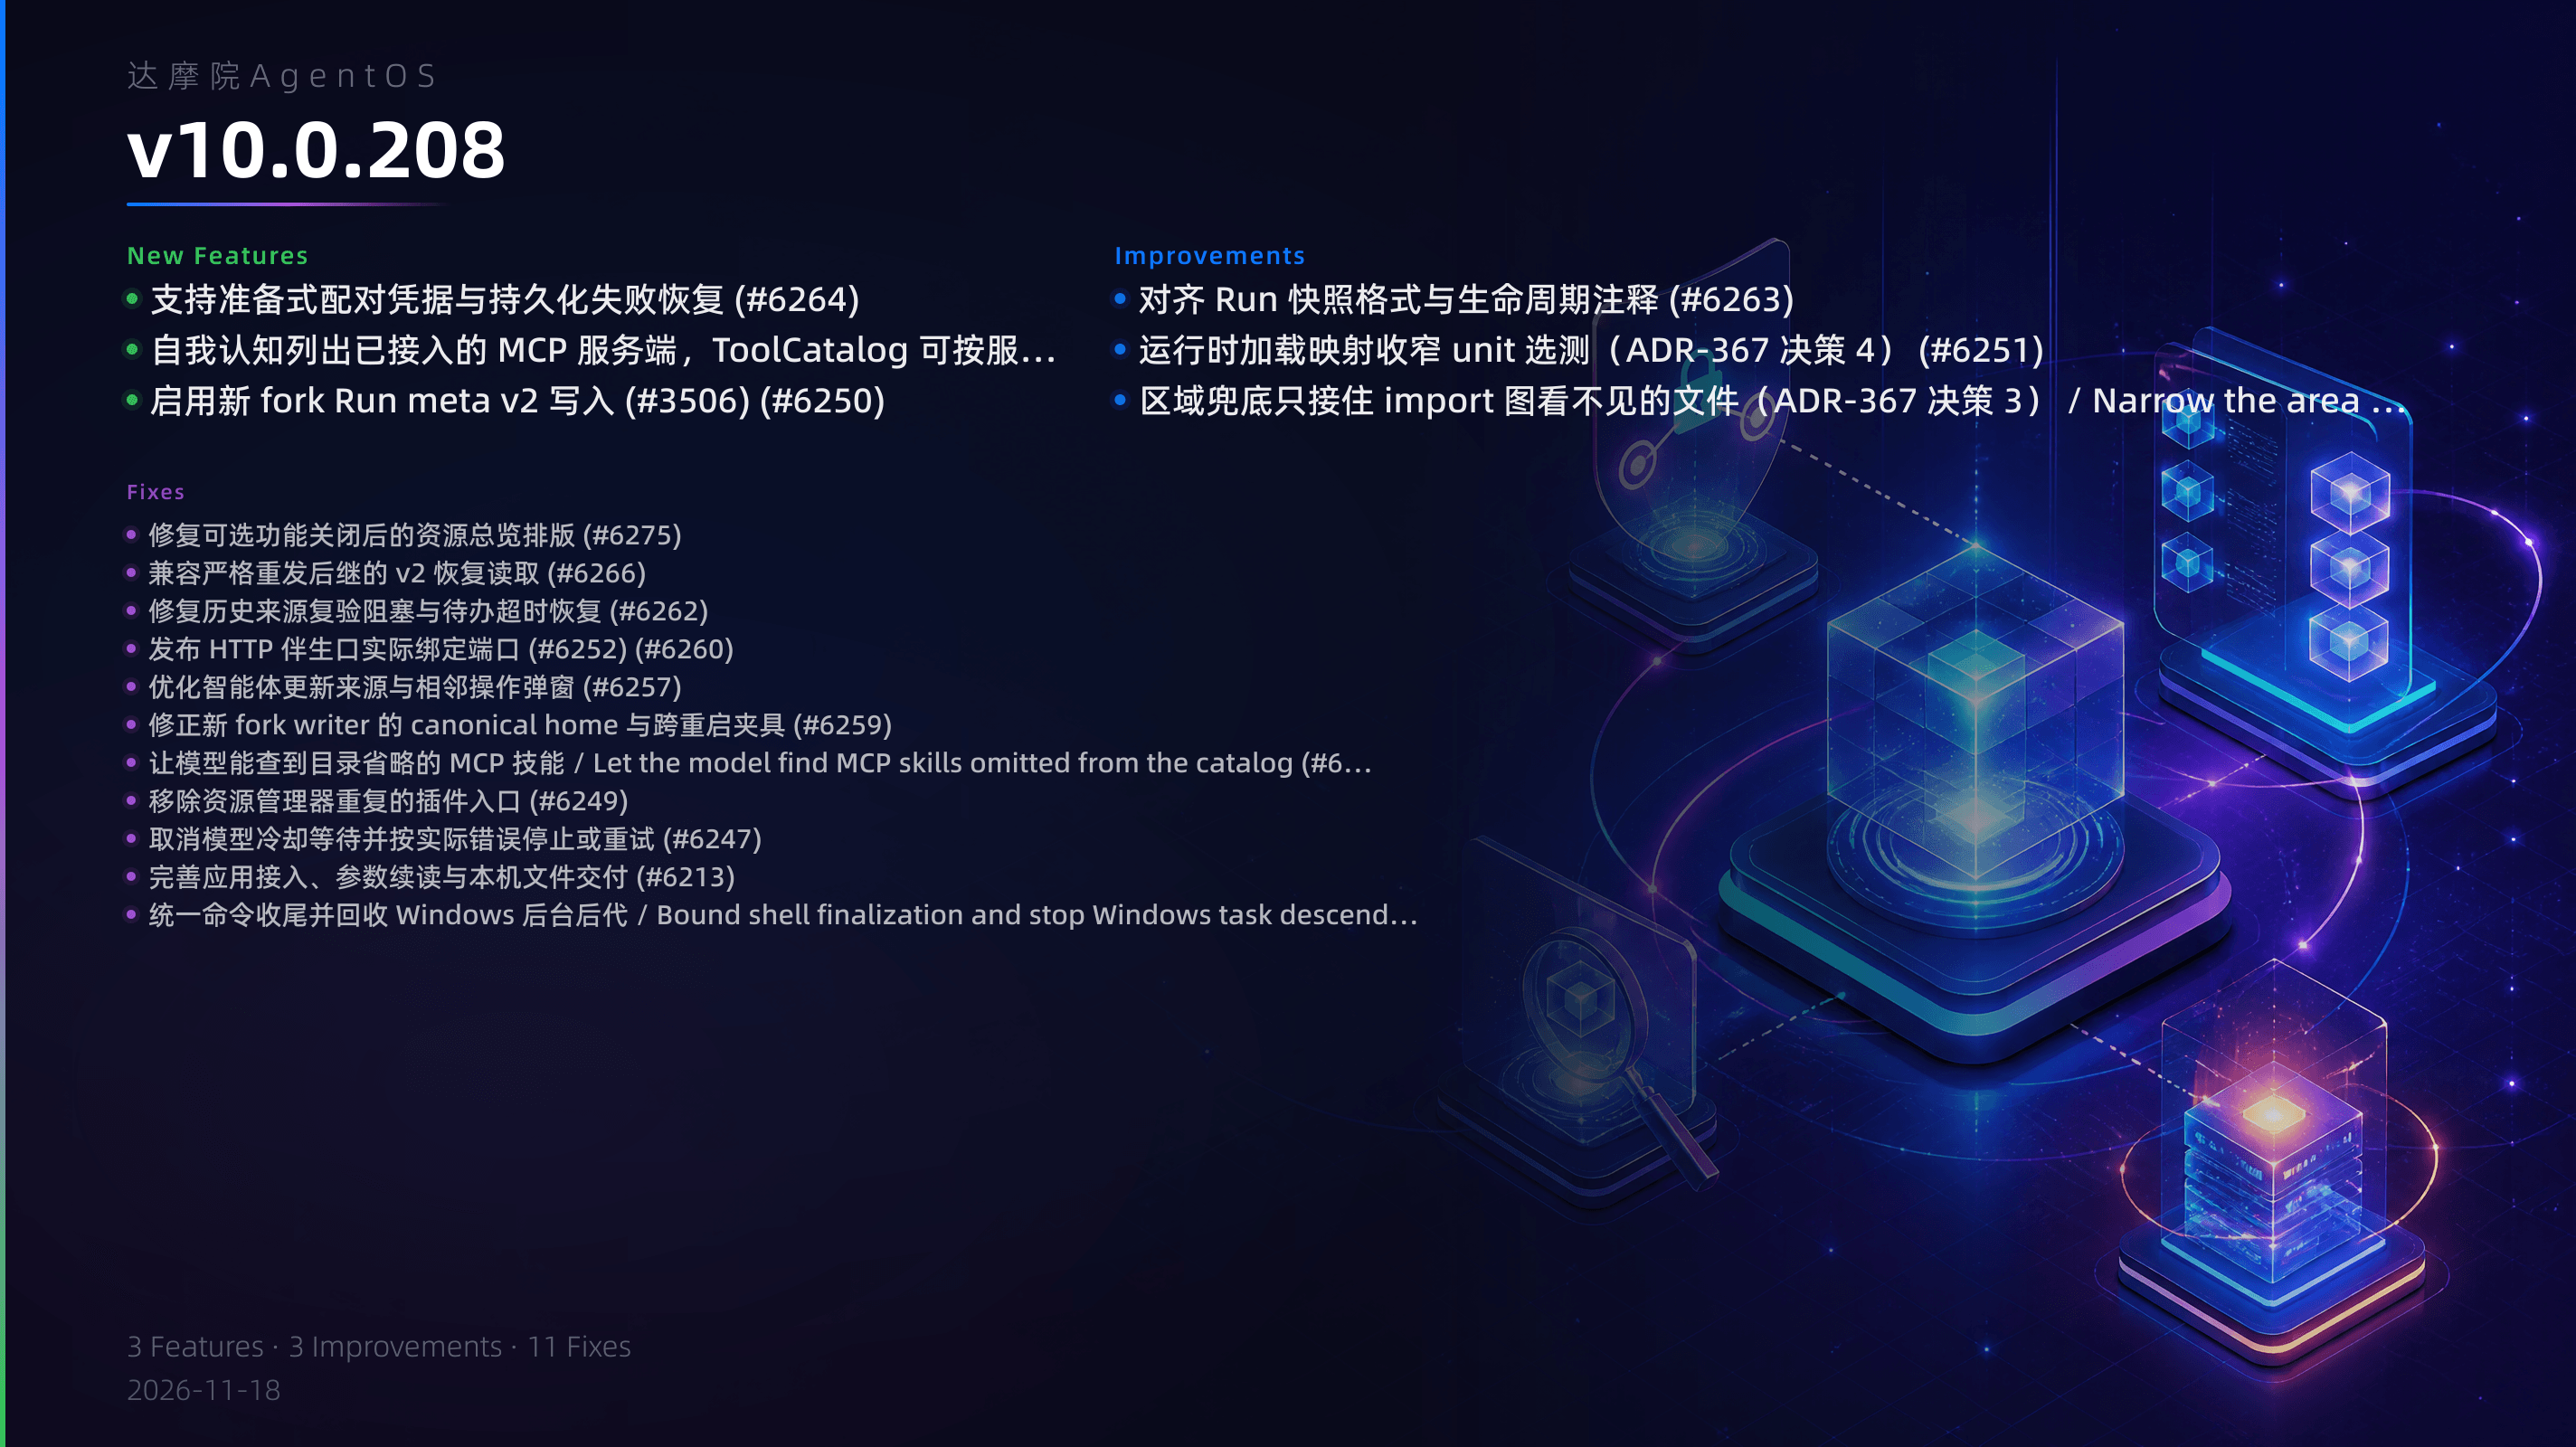 达摩院AgentOS
v10.0.208
New Features
支持准备式配对凭据与持久化失败恢复 (#6264)
自我认知列出已接入的 MCP 服务端，ToolCatalog 可按服...
启用新 fork Run meta v2 写入 (#3506) (#6250)
Improvements
对齐 Run 快照格式与生命周期注释 (#6263)
运行时加载映射收窄 unit 选测（ADR-367 决策 4） (#6251)
区域兜底只接住 import 图看不见的文件（ADR-367 决策 3） / Narrow the area ...
Fixes
修复可选功能关闭后的资源总览排版 (#6275)
兼容严格重发后继的 v2 恢复读取 (#6266)
修复历史来源复验阻塞与待办超时恢复 (#6262)
发布 HTTP 伴生口实际绑定端口 (#6252) (#6260)
优化智能体更新来源与相邻操作弹窗 (#6257)
修正新 fork writer 的 canonical home 与跨重启夹具 (#6259)
让模型能查到目录省略的 MCP 技能 / Let the model find MCP skills omitted from the catalog (#6...
移除资源管理器重复的插件入口 (#6249)
取消模型冷却等待并按实际错误停止或重试 (#6247)
完善应用接入、参数续读与本机文件交付 (#6213)
统一命令收尾并回收 Windows 后台后代 / Bound shell finalization and stop Windows task descend...
3 Features · 3 Improvements · 11 Fixes
2026-11-18